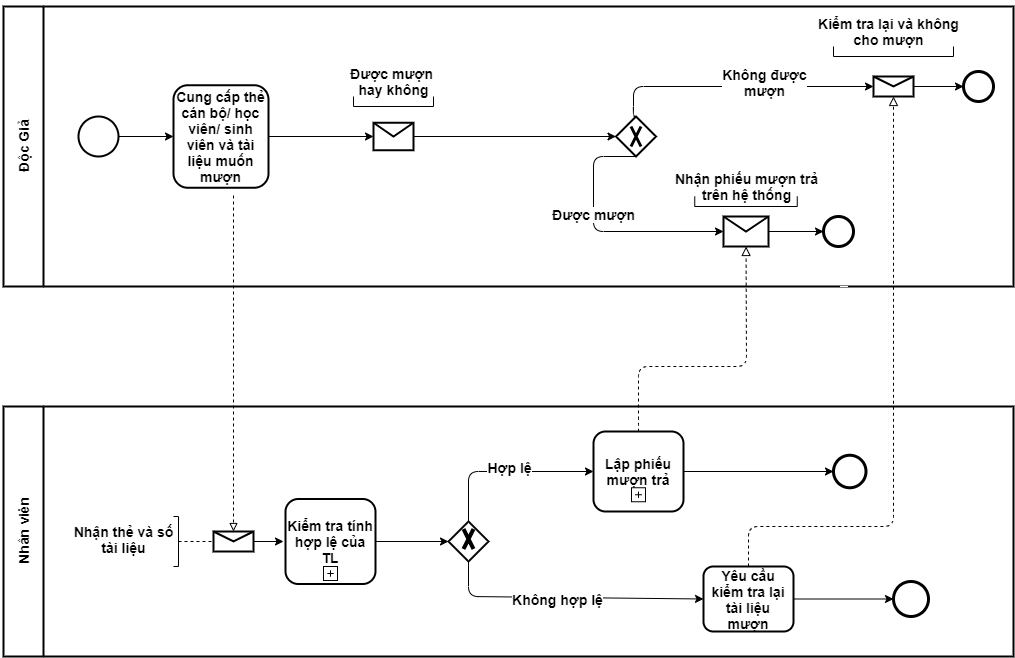 Độc Giả
Cung cấp thẻ
cán bộ/ học
viên/ sinh
viên và tài
liệu muốn
mượn
Được mượn
hay không
Không được
mượn
Kiểm tra lại và không
cho mượn
Được mượn
Nhận phiếu mượn trả
trên hệ thống
Nhân viên
Nhận thẻ và số
tài liệu
Kiểm tra tính
hợp lệ của
TL
Hợp lệ
Lập phiếu
mượn trả
Không hợp lệ
Yêu cầu
kiểm tra lại
tài liệu
mượn